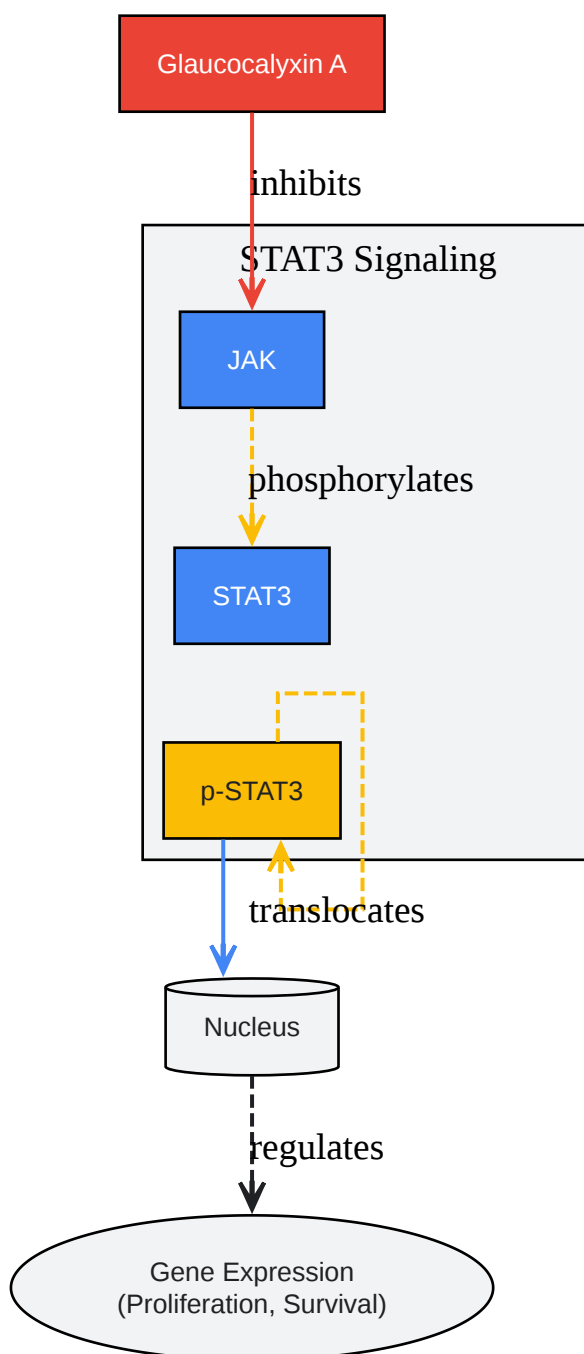 Glaucocalyxin A
inhibits
STAT3 Signaling
JAK
phosphorylates
STAT3
p-STAT3
translocates
Nucleus
regulates
Gene Expression
(Proliferation, Survival)